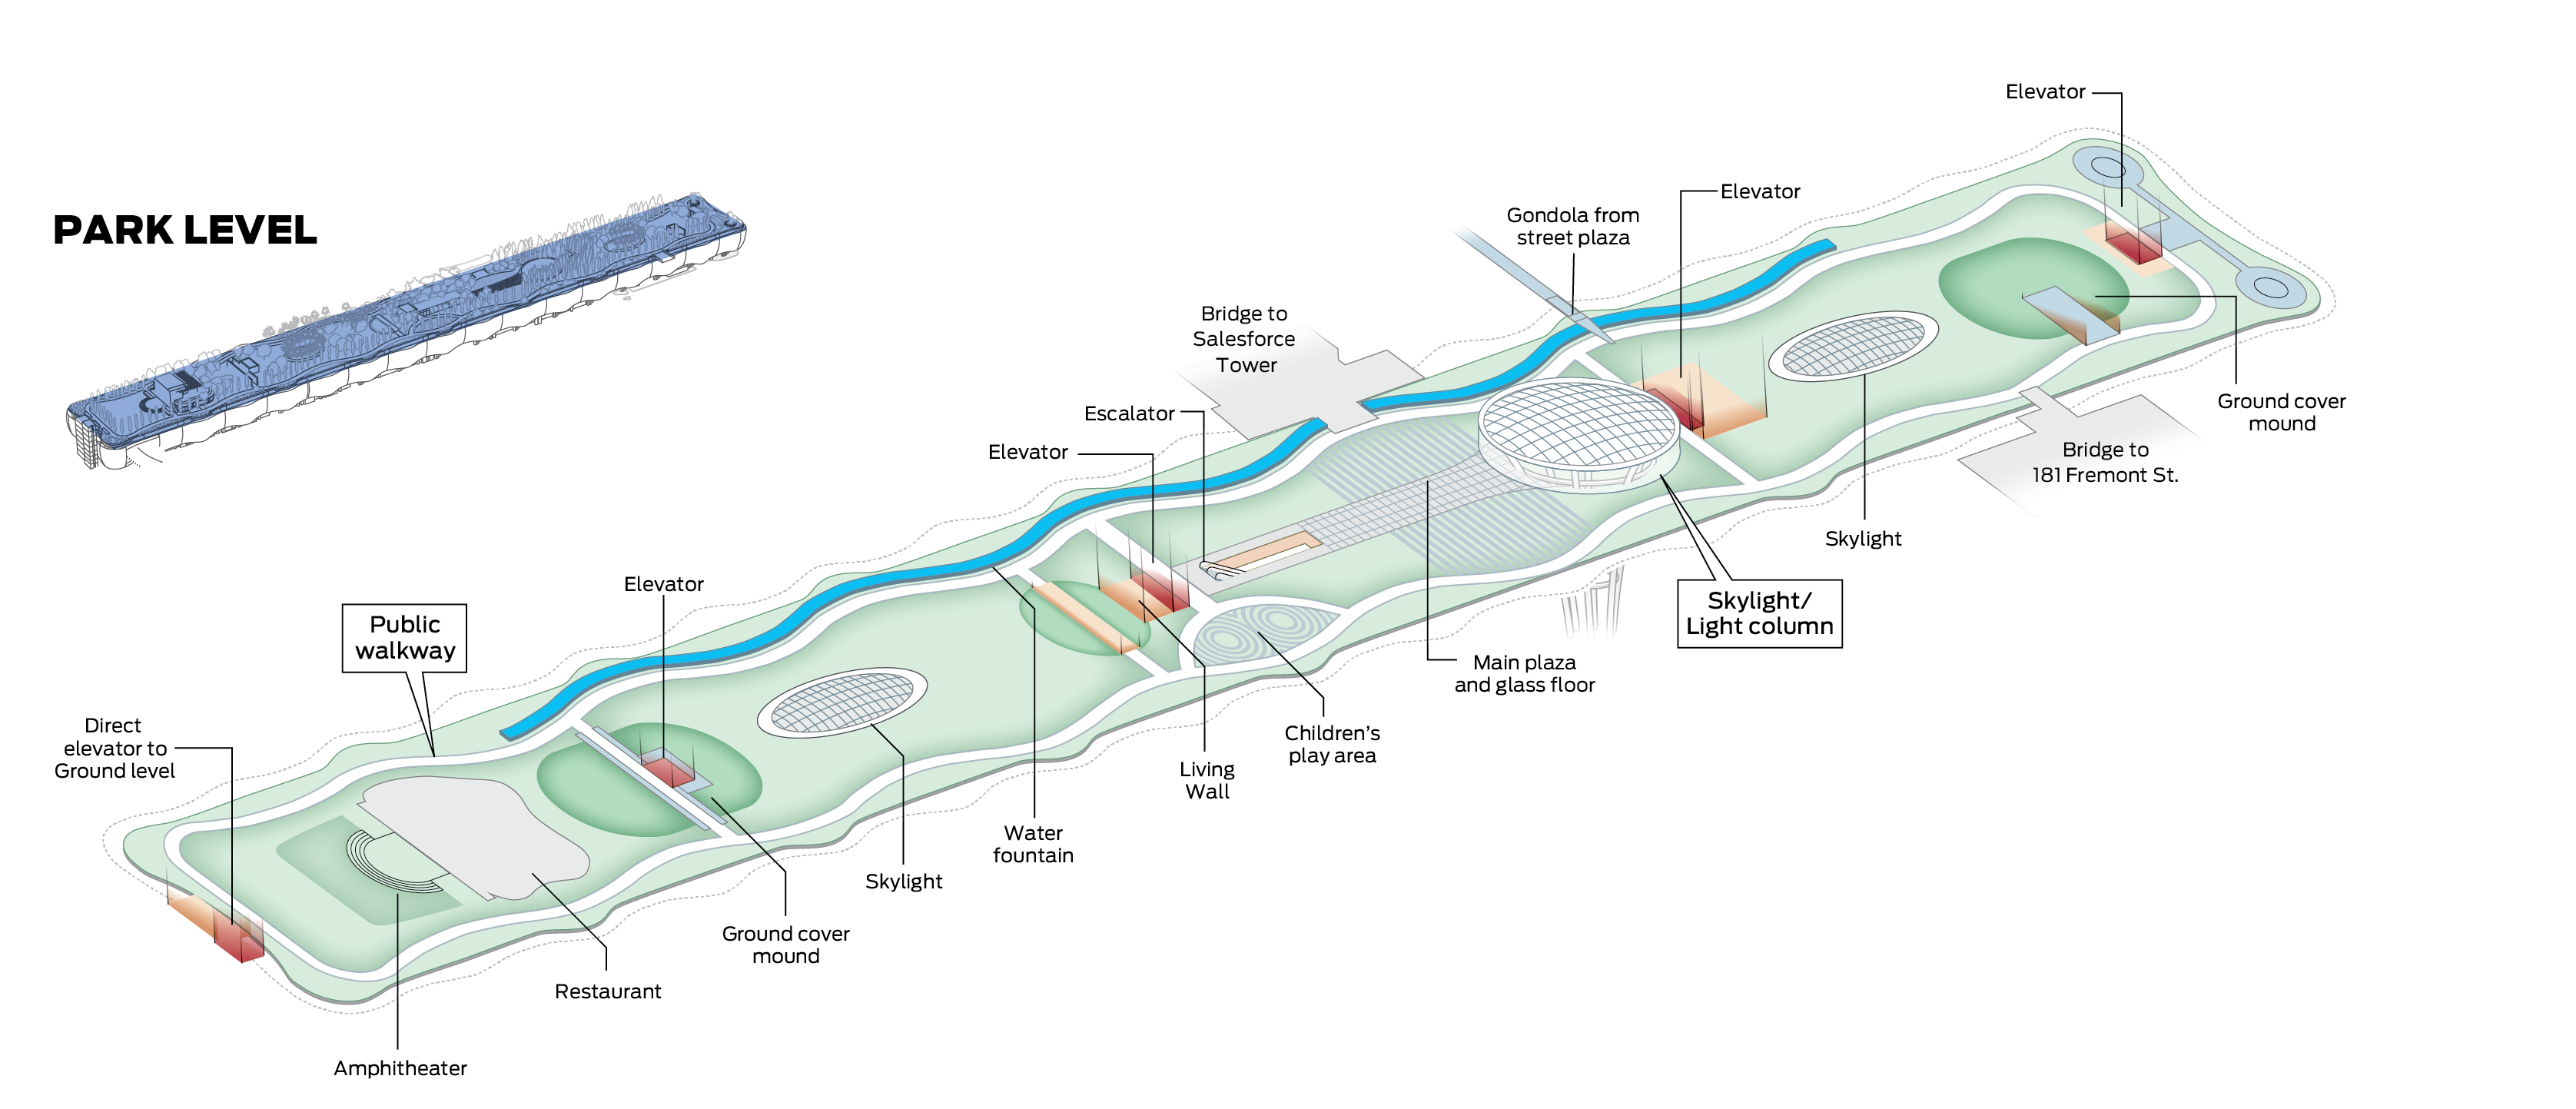 PARK LEVEL
Elevator
Elevator
Gondola from
street plaza
Bridge to
Salesforce
Tower
Escalator
Elevator
Ground cover
mound
Bridge to
181 Fremont St.
Skylight
Elevator
Public
walkway
Skylight/
Light column
Main plaza
and glass floor
Direct
elevator to
Ground level
Children's
play area
Living
Wall
Water
fountain
Skylight
Ground cover
mound
Restaurant
Amphitheater